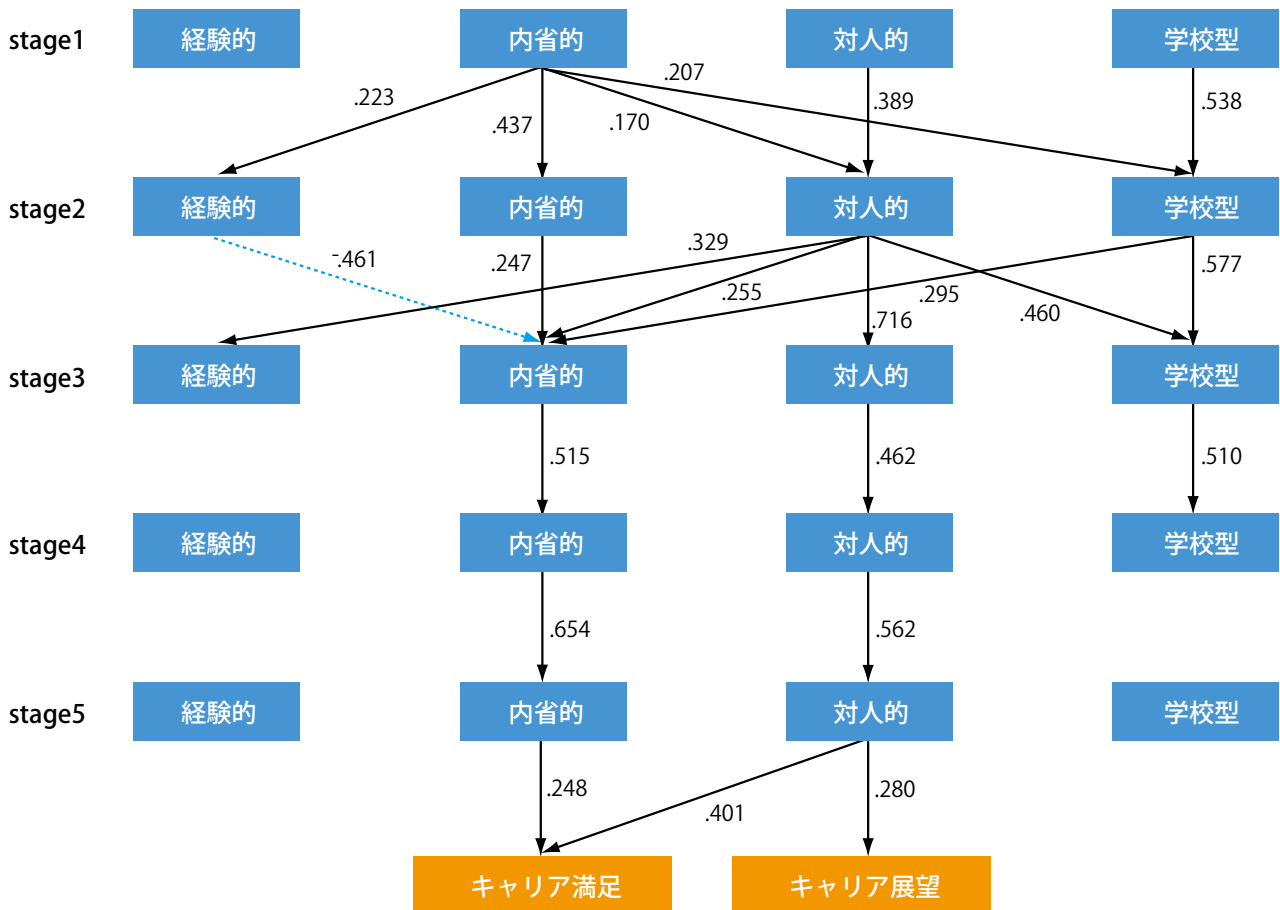 stage1 経験的 内省的 対人的 学校型
.207
.223 .389 .538
.437 .170
stage2 経験的 内省的 対人的 学校型
.329
-.461 .247 .577
.255 .295
.716 .460
stage3 経験的 内省的 対人的 学校型
.515 .462 .510
stage4 経験的 内省的 対人的 学校型
.654 .562
stage5 経験的 内省的 対人的 学校型
.248 .280
.401
キャリア満足 キャリア展望